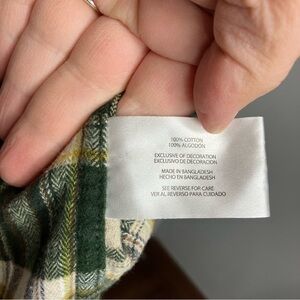 100% COTTON
100% ALGODÓN
EXCLUSIVE OF DECORATION
EXCLUSIVO DE DECORACION
MADE IN BANGLADESH
HECHO EN BANGLADESH
SEE REVERSE FOR CARE
VER AL REVERSO PARA CUIDADO